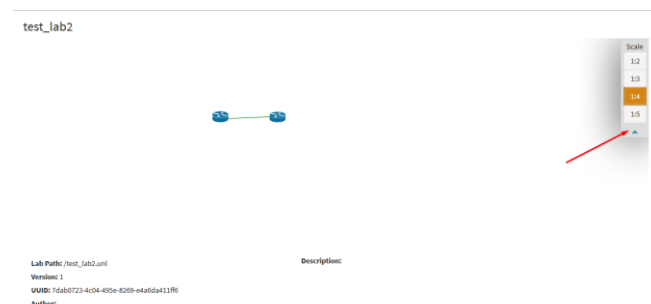 test_lab2
Scale
1:2
1:3
1:4
1:5
Lab Path: /test_lab2.unl
Description:
Version: 1
UUID: 7dab0723-4c04-495e-8269-e4a6da411ff6
Author: